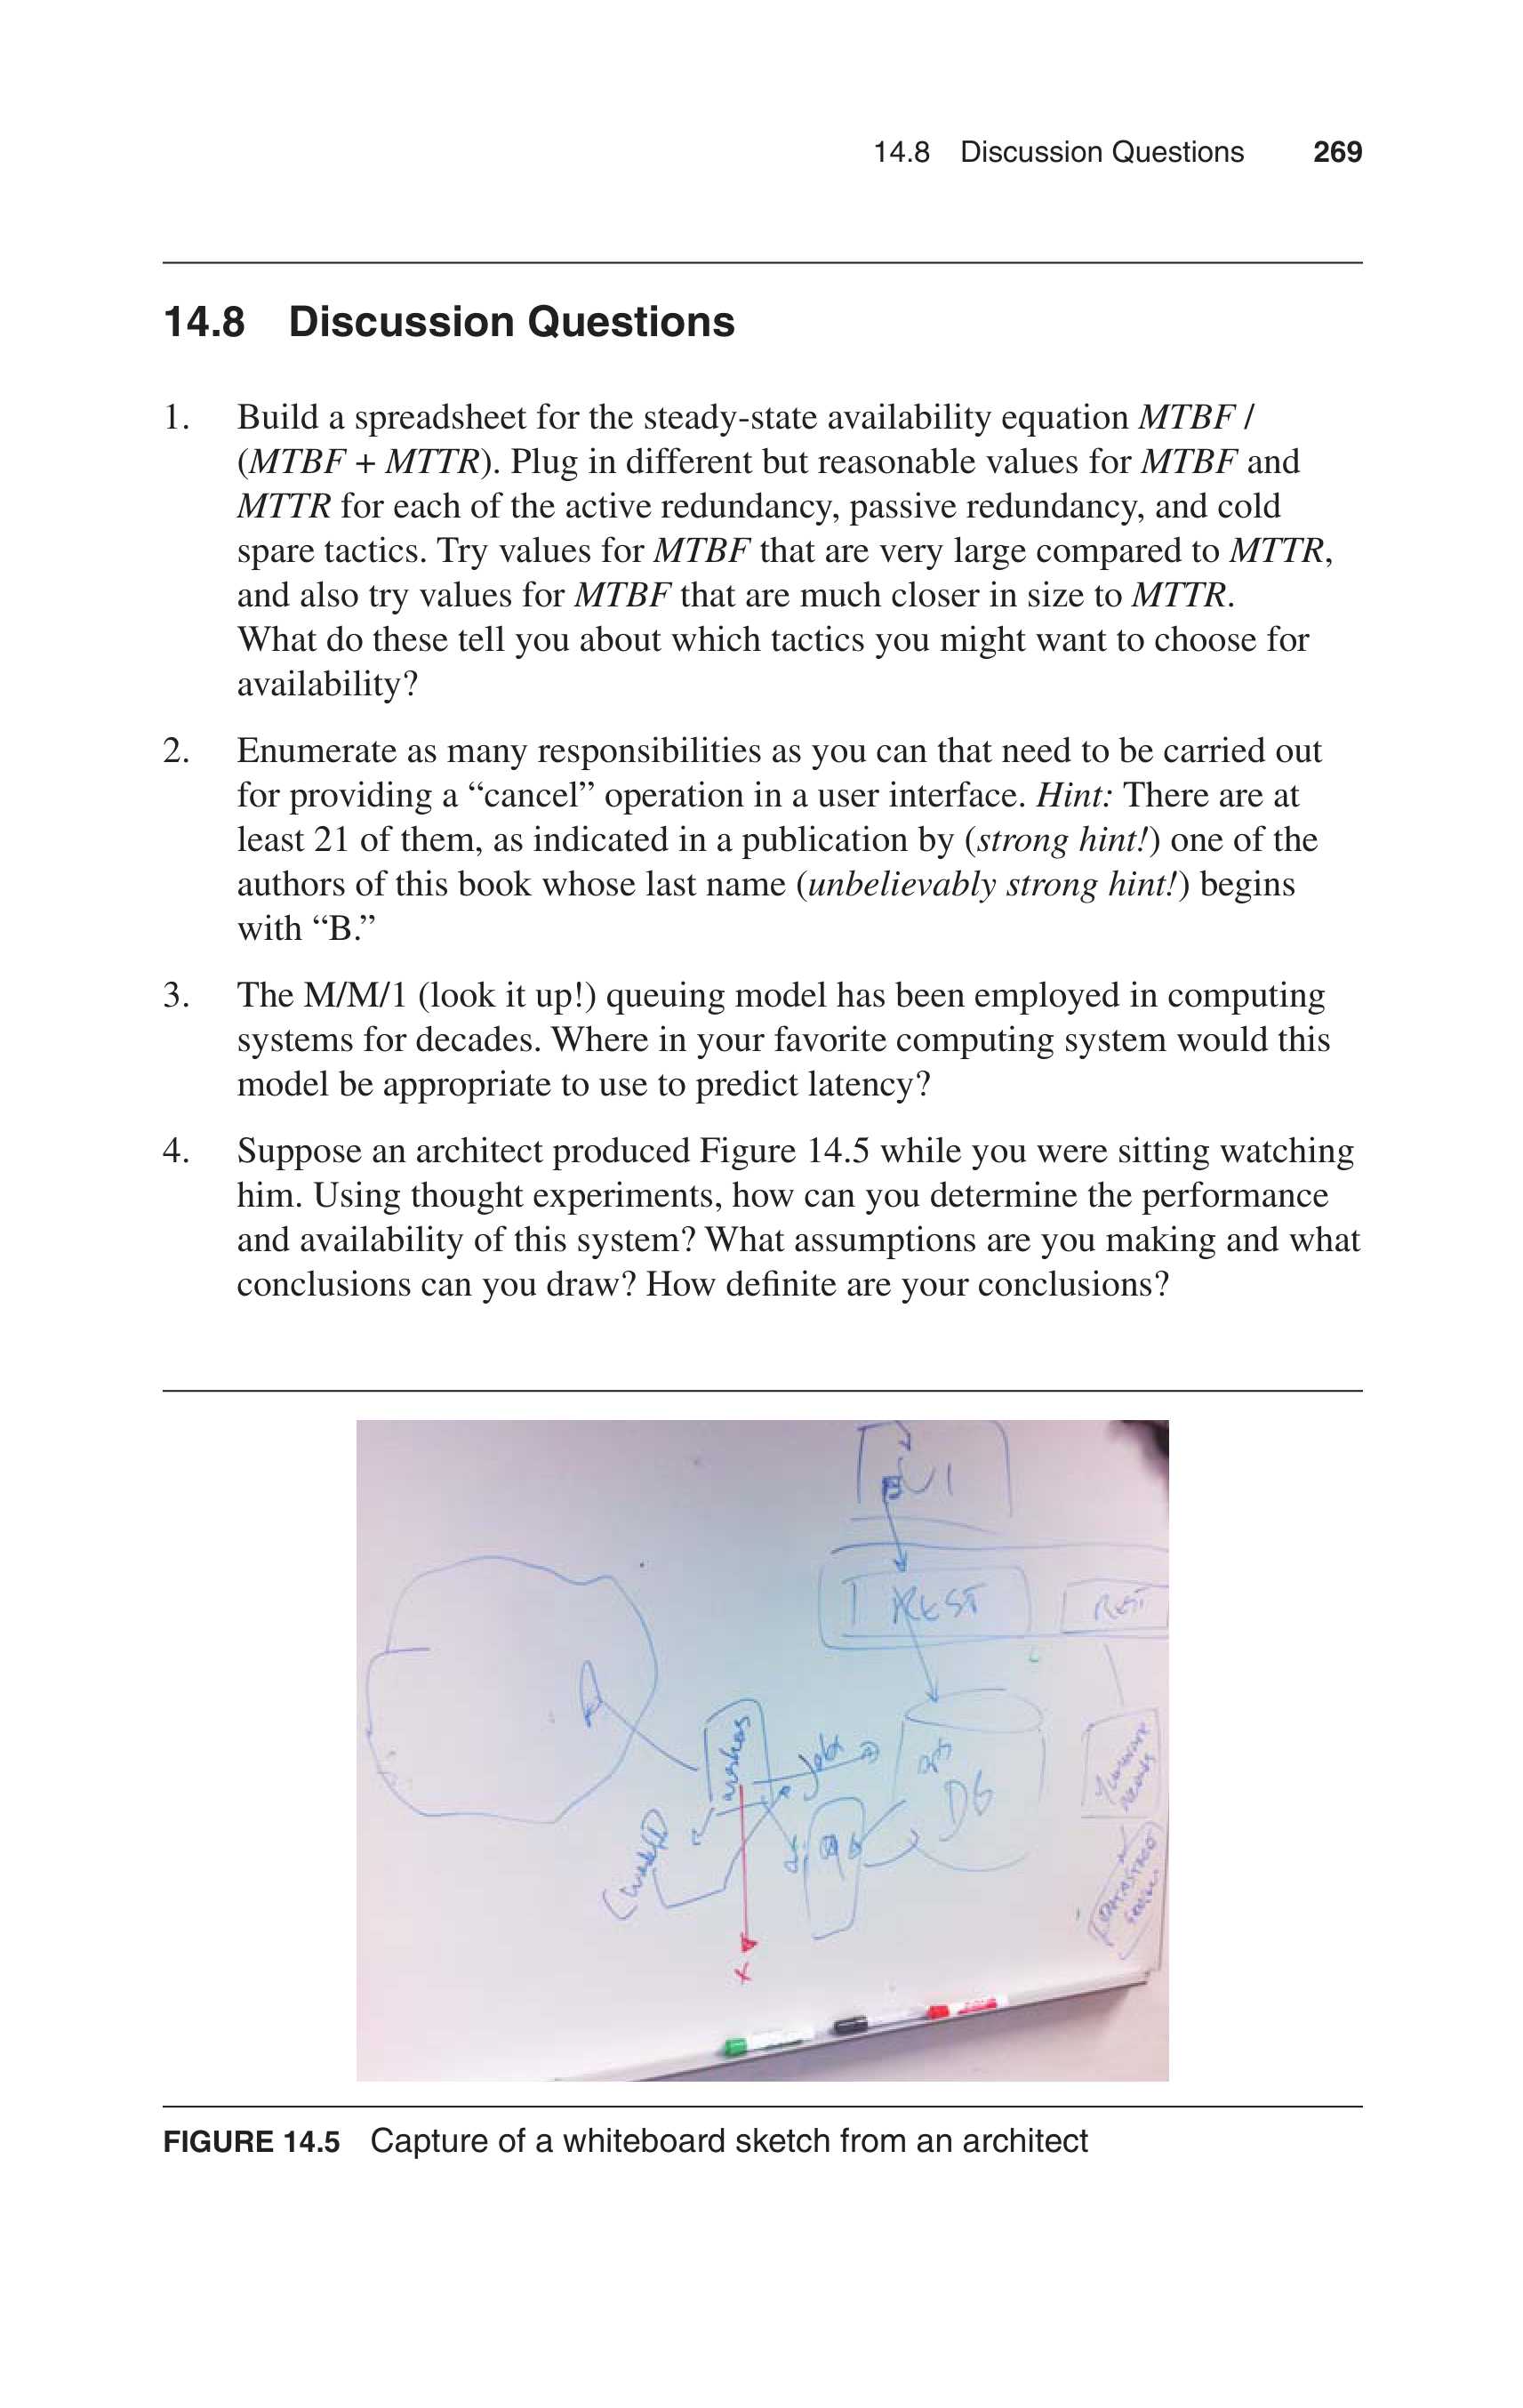 14.8 Discussion Questions 269
14.8 Discussion Questions
1. Build a spreadsheet for the steady-state availability equation MTBF /
(MTBF + MTTR). Plug in different but reasonable values for MTBF and
MTTR for each of the active redundancy, passive redundancy, and cold
spare tactics. Try values for MTBF that are very large compared to MTTR,
and also try values for MTBF that are much closer in size to MTTR.
What do these tell you about which tactics you might want to choose for
availability?
2. Enumerate as many responsibilities as you can that need to be carried out
for providing a “cancel” operation in a user interface. Hint: There are at
least 21 of them, as indicated in a publication by (strong hint!) one of the
authors of this book whose last name (unbelievably strong hint!) begins
with “B.”
3. The M/M/1 (look it up!) queuing model has been employed in computing
systems for decades. Where in your favorite computing system would this
model be appropriate to use to predict latency?
4. Suppose an architect produced Figure 14.5 while you were sitting watching
him. Using thought experiments, how can you determine the performance
and availability of this system? What assumptions are you making and what
conclusions can you draw? How definite are your conclusions?
REST
REST
DB
FIGURE 14.5 Capture of a whiteboard sketch from an architect